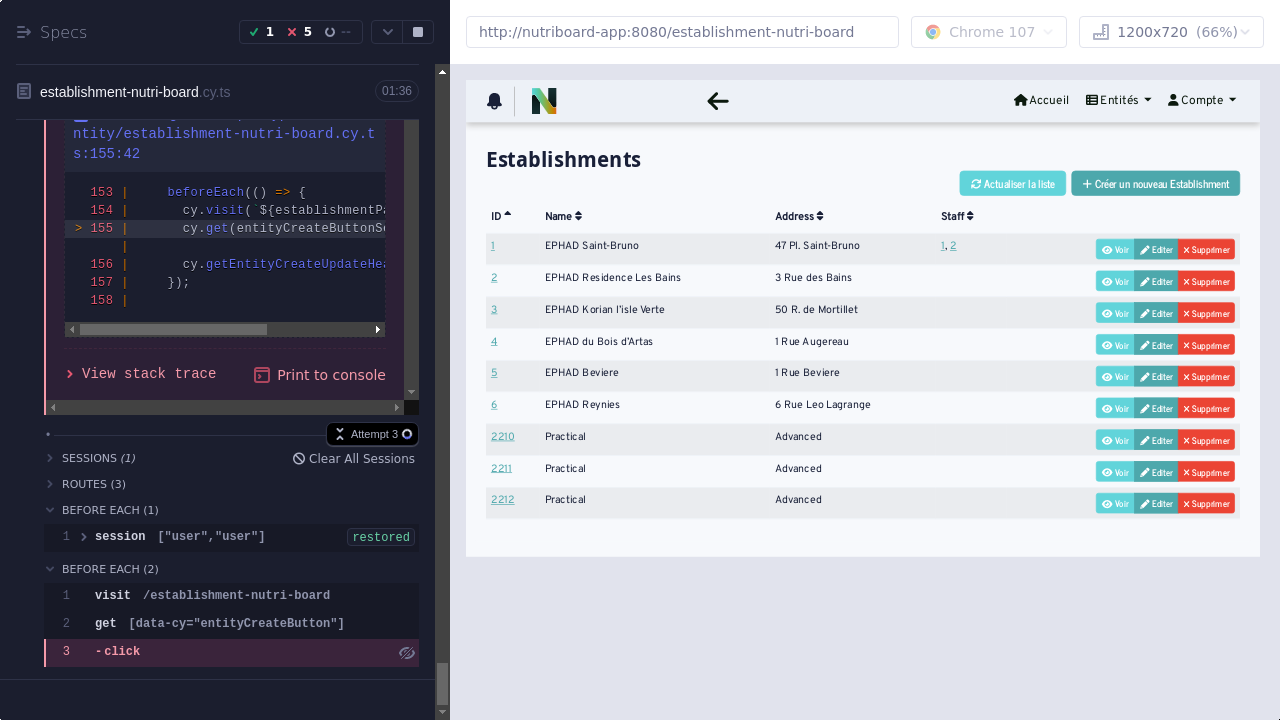 Specs
1
5
--
establishment-nutri-board.cy.ts
01:36
ntity/establishment-nutri-board.cy.t
s:155:42
153 | beforeEach(() => {
154 | cy.visit(`${establishmentPa
> 155 | cy.get(entityCreateButtonSe
|
156 | cy.getEntityCreateUpdateHea
157 | });
158 |
View stack trace
Print to console
Attempt 3
SESSIONS (1)
Clear All Sessions
ROUTES (3)
BEFORE EACH (1)
1 session ["user","user"] restored
BEFORE EACH (2)
1 visit /establishment-nutri-board
2 get [data-cy="entityCreateButton"]
3 -click
http://nutriboard-app:8080/establishment-nutri-board
Chrome 107
1200x720 (66%)
N
Accueil
Entités
Compte
Establishments
Actualiser la liste
Créer un nouveau Establishment
ID Name Address Staff
1 EPHAD Saint-Bruno 47 Pl. Saint-Bruno 1, 2 Voir Editer Supprimer
2 EPHAD Residence Les Bains 3 Rue des Bains Voir Editer Supprimer
3 EPHAD Korian l'isle Verte 50 R. de Mortillet Voir Editer Supprimer
4 EPHAD du Bois d'Artas 1 Rue Augereau Voir Editer Supprimer
5 EPHAD Beviere 1 Rue Beviere Voir Editer Supprimer
6 EPHAD Reynies 6 Rue Leo Lagrange Voir Editer Supprimer
2210 Practical Advanced Voir Editer Supprimer
2211 Practical Advanced Voir Editer Supprimer
2212 Practical Advanced Voir Editer Supprimer